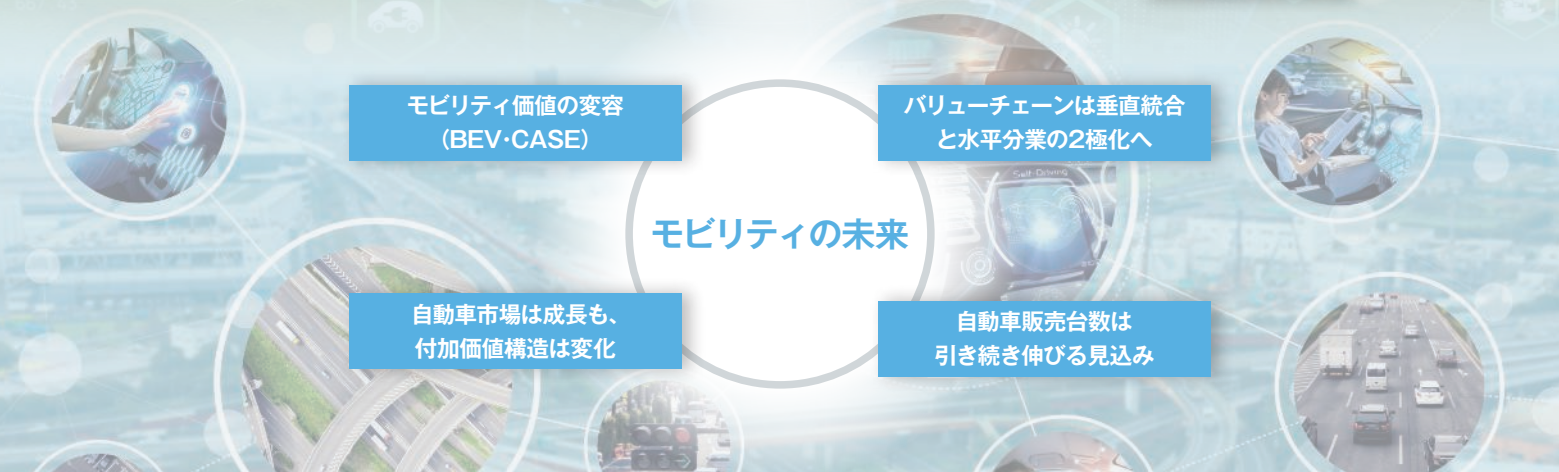 モビリティ価値の変容
（BEV・CASE）
バリューチェーンは垂直統合
と水平分業の2極化へ
Self Driving
モビリティの未来
自動車市場は成長も、
付加価値構造は変化
自動車販売台数は
引き続き伸びる見込み